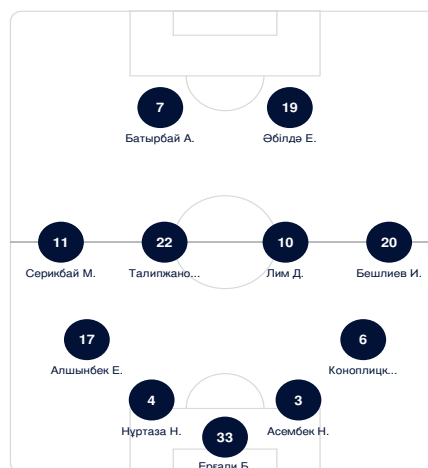 7 19
Батырбай А. Әбілдә Е.
11 22 10 20
Серикбай М. Талипжано... Лим Д. Бешлиев И.
17 6
Алшынбек Е. Коноплицк...
4 3
Нұртаза Н. Асембек Н.
33
Ерғали Б.